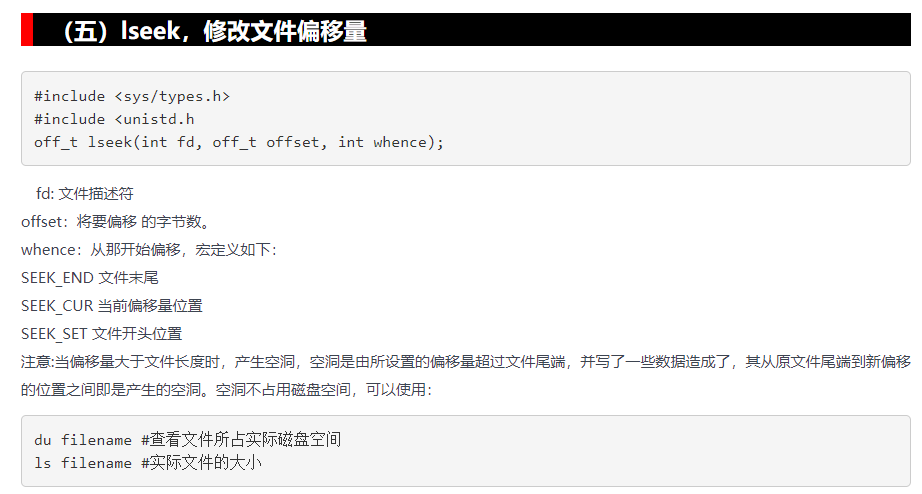 （五）lseek，修改文件偏移量
#include <sys/types.h>
#include <unistd.h
off_t lseek(int fd, off_t offset, int whence);
fd: 文件描述符
offset：将要偏移 的字节数。
whence：从那开始偏移，宏定义如下：
SEEK_END 文件末尾
SEEK_CUR 当前偏移量位置
SEEK_SET 文件开头位置
注意:当偏移量大于文件长度时，产生空洞，空洞是由所设置的偏移量超过文件尾端，并写了一些数据造成了，其从原文件尾端到新偏移
的位置之间即是产生的空洞。空洞不占用磁盘空间，可以使用：
du filename #查看文件所占实际磁盘空间
ls filename #实际文件的大小